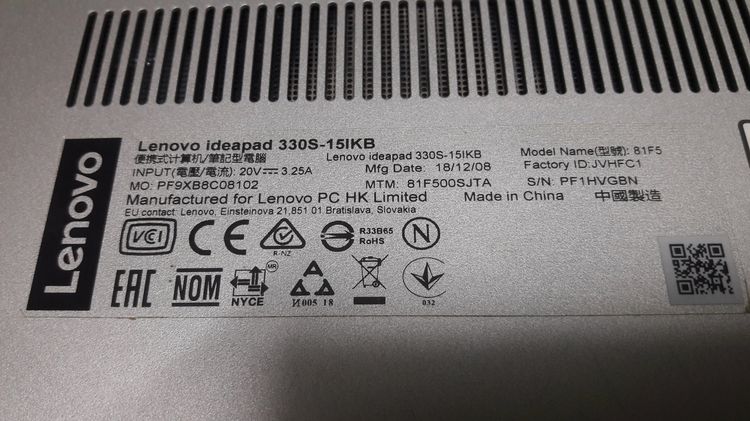 Lenovo
Lenovo ideapad 330S-15IKB
便携式计算机/筆記型電腦 Lenovo ideapad 330S-15IKB Model Name(型號): 81F5
INPUT(電壓/電流): 20V⎓3.25A Mfg Date: 18/12/08 Factory ID:JVHFC1
MO: PF9XB8C08102 MTM: 81F500SJTA S/N: PF1HVGBN
Manufactured for Lenovo PC HK Limited Made in China 中國製造
EU contact: Lenovo, Einsteinova 21,851 01 Bratislava, Slovakia
VCI CE R-NZ R33B65 RoHS N
EAC NOM NYCE MR И005 18 032